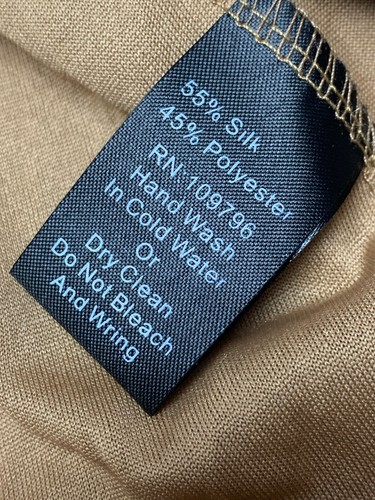 55% Silk
45% Polyester
RN 109796
Hand Wash
In Cold Water
Or
Dry Clean
Do Not Bleach
And Wring